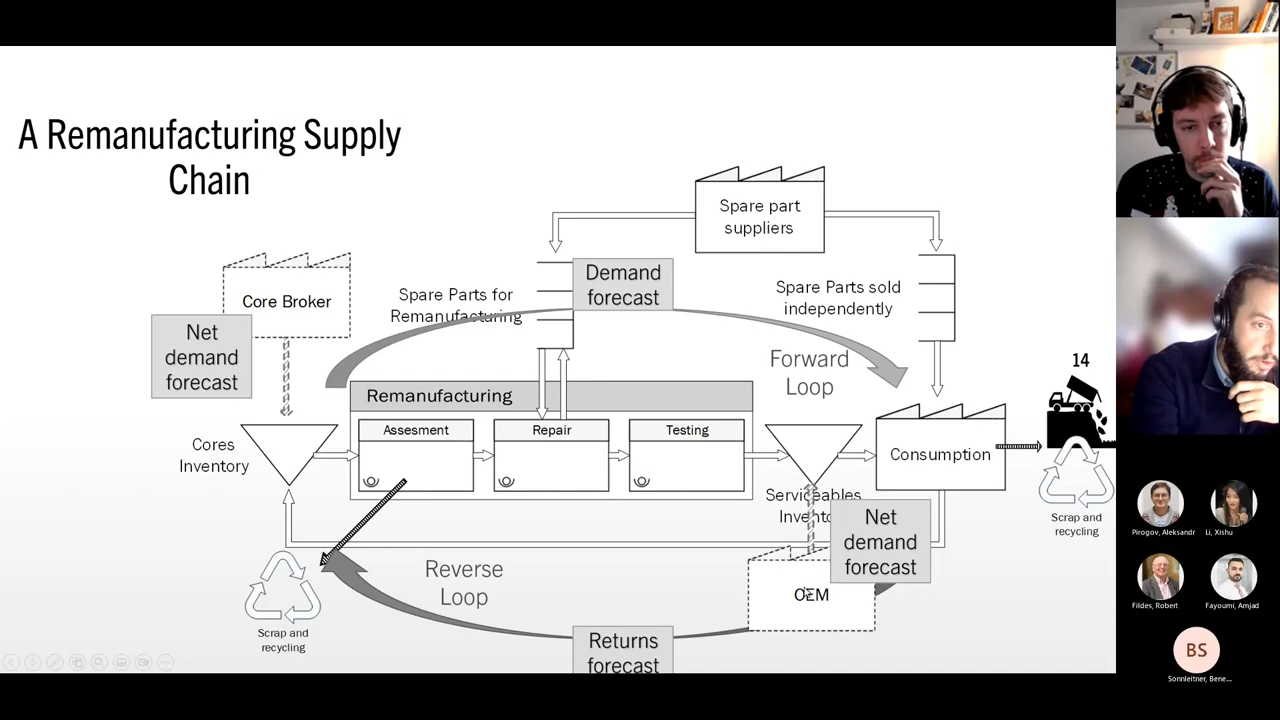 A Remanufacturing Supply
Chain
Spare part
suppliers
Core Broker
Net
demand
forecast
Spare Parts for
Remanufacturing
Demand
forecast
Spare Parts sold
independently
Forward
Loop
14
Remanufacturing
Assesment
Repair
Testing
Cores
Inventory
Consumption
Serviceables
Invento
Net
demand
forecast
Scrap and
recycling
Reverse
Loop
OEM
Scrap and
recycling
Returns
forecast
Pirogov, Aleksandr
Li, Xishu
Fildes, Robert
Fayoumi, Amjad
BS
Sonnleitner, Bene...